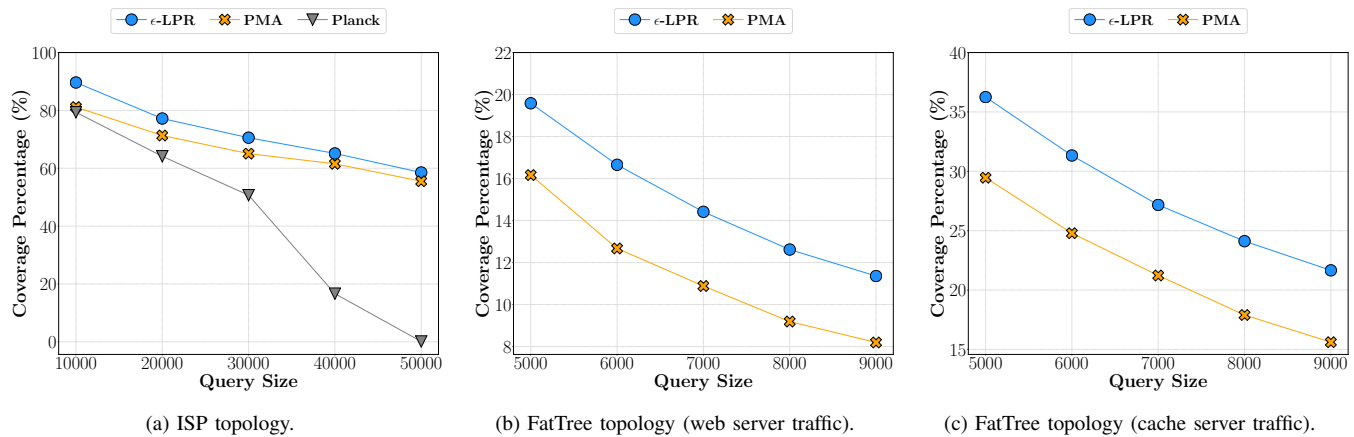 ϵ-LPR PMA Planck
Coverage Percentage (%)
100
80
60
40
20
0
10000 20000 30000 40000 50000
Query Size
(a) ISP topology.
ϵ-LPR PMA
Coverage Percentage (%)
22
20
18
16
14
12
10
8
5000 6000 7000 8000 9000
Query Size
(b) FatTree topology (web server traffic).
ϵ-LPR PMA
Coverage Percentage (%)
40
35
30
25
20
15
5000 6000 7000 8000 9000
Query Size
(c) FatTree topology (cache server traffic).